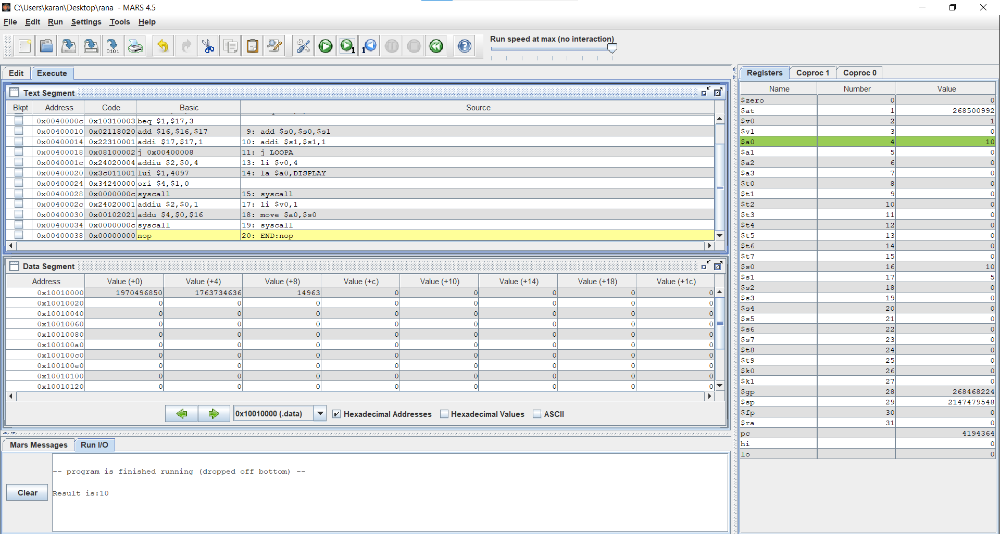 C:\Users\karan\Desktop\rana - MARS 4.5
File Edit Run Settings Tools Help
Run speed at max (no interaction)
Edit Execute
Text Segment
Bkpt Address Code Basic Source
0x0040000c 0x10310003 beq $1,$17,3
0x00400010 0x02118020 add $16,$16,$17 9: add $s0,$s0,$s1
0x00400014 0x22310001 addi $17,$17,1 10: addi $s1,$s1,1
0x00400018 0x08100002 j 0x00400008 11: j LOOPA
0x0040001c 0x24020004 addiu $2,$0,4 13: li $v0,4
0x00400020 0x3c011001 lui $1,4097 14: la $a0,DISPLAY
0x00400024 0x34240000 ori $4,$1,0
0x00400028 0x0000000c syscall 15: syscall
0x0040002c 0x24020001 addiu $2,$0,1 17: li $v0,1
0x00400030 0x00102021 addu $4,$0,$16 18: move $a0,$s0
0x00400034 0x0000000c syscall 19: syscall
0x00400038 0x00000000 nop 20: END:nop
Data Segment
Address Value (+0) Value (+4) Value (+8) Value (+c) Value (+10) Value (+14) Value (+18) Value (+1c)
0x10010000 1970496850 1763734636 14963 0 0 0 0 0
0x10010020 0 0 0 0 0 0 0 0
0x10010040 0 0 0 0 0 0 0 0
0x10010060 0 0 0 0 0 0 0 0
0x10010080 0 0 0 0 0 0 0 0
0x100100a0 0 0 0 0 0 0 0 0
0x100100c0 0 0 0 0 0 0 0 0
0x100100e0 0 0 0 0 0 0 0 0
0x10010100 0 0 0 0 0 0 0 0
0x10010120 0 0 0 0 0 0 0 0
0x10010000 (.data) Hexadecimal Addresses Hexadecimal Values ASCII
Mars Messages Run I/O
-- program is finished running (dropped off bottom) --
Clear
Result is:10
Registers Coproc 1 Coproc 0
Name Number Value
$zero 0 0
$at 1 268500992
$v0 2 1
$v1 3 0
$a0 4 10
$a1 5 0
$a2 6 0
$a3 7 0
$t0 8 0
$t1 9 0
$t2 10 0
$t3 11 0
$t4 12 0
$t5 13 0
$t6 14 0
$t7 15 0
$s0 16 10
$s1 17 5
$s2 18 0
$s3 19 0
$s4 20 0
$s5 21 0
$s6 22 0
$s7 23 0
$t8 24 0
$t9 25 0
$k0 26 0
$k1 27 0
$gp 28 268468224
$sp 29 2147479548
$fp 30 0
$ra 31 0
pc 4194364
hi 0
lo 0